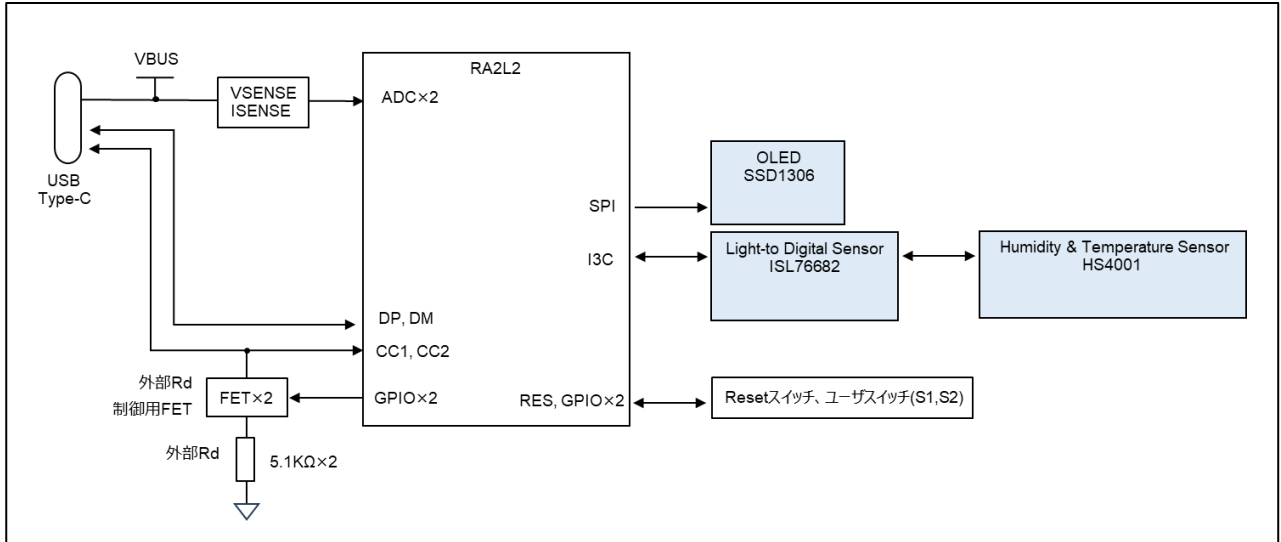 VBUS
VSENSE
ISENSE
USB
Type-C
RA2L2
ADC×2
SPI
I3C
OLED
SSD1306
Light-to Digital Sensor
ISL76682
Humidity & Temperature Sensor
HS4001
DP, DM
CC1, CC2
GPIO×2
RES, GPIO×2
Resetスイッチ、ユーザスイッチ(S1,S2)
外部Rd
制御用FET
FET×2
外部Rd
5.1KΩ×2